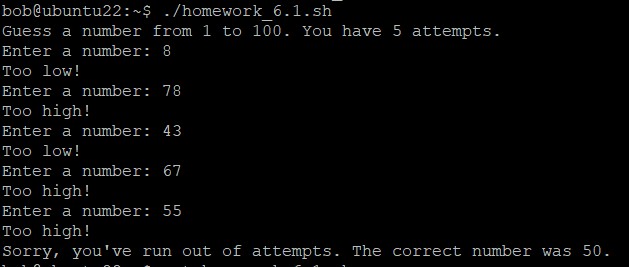 bob@ubuntu22:~$ ./homework_6.1.sh
Guess a number from 1 to 100. You have 5 attempts.
Enter a number: 8
Too low!
Enter a number: 78
Too high!
Enter a number: 43
Too low!
Enter a number: 67
Too high!
Enter a number: 55
Too high!
Sorry, you've run out of attempts. The correct number was 50.